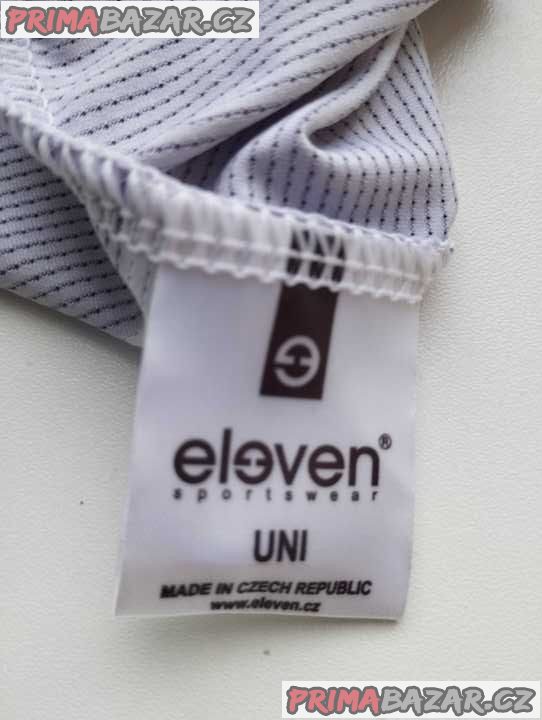 PRIMABAZAR.CZ
eleven®
sportswear
UNI
MADE IN CZECH REPUBLIC
www.eleven.cz
PRIMABAZAR.CZ